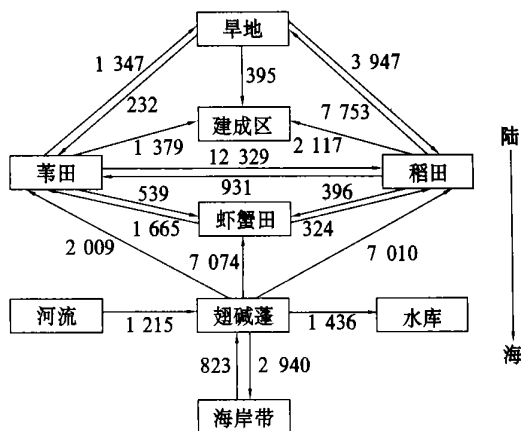 旱地
1 347
3 947
395
232
7 753
建成区
1 379
2 117
陆
12 329
苇田
稻田
931
539
396
虾蟹田
1 665
324
2 009
7 074
7 010
河流
翅碱蓬
水库
1 215
1 436
海
823
2 940
海岸带